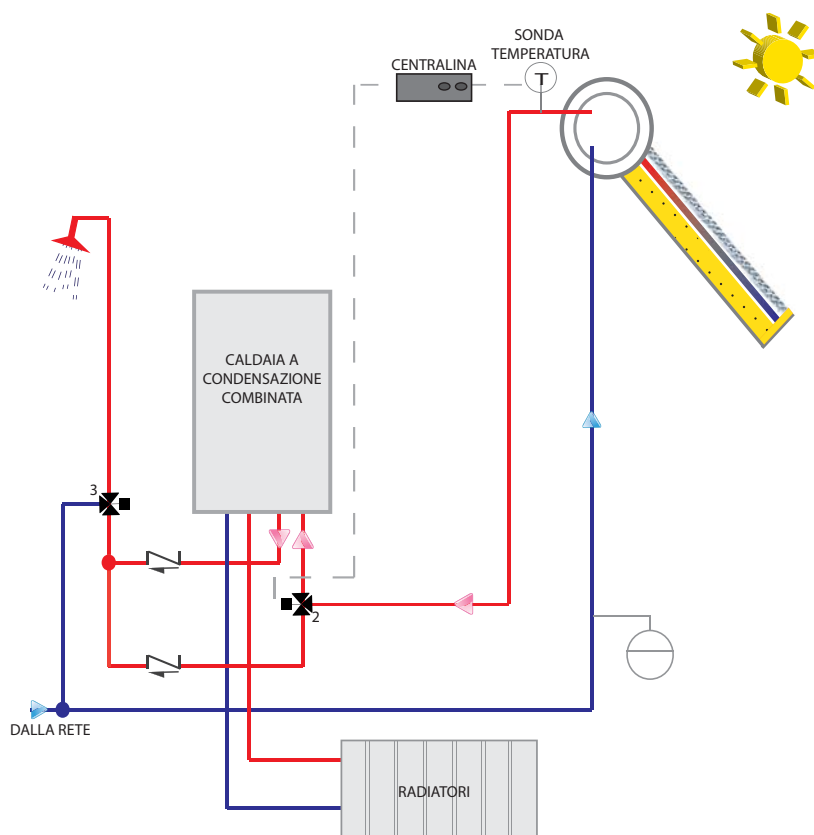 SONDA
TEMPERATURA
CENTRALINA
T
CALDAIA A
CONDENSAZIONE
COMBINATA
3
2
DALLA RETE
RADIATORI